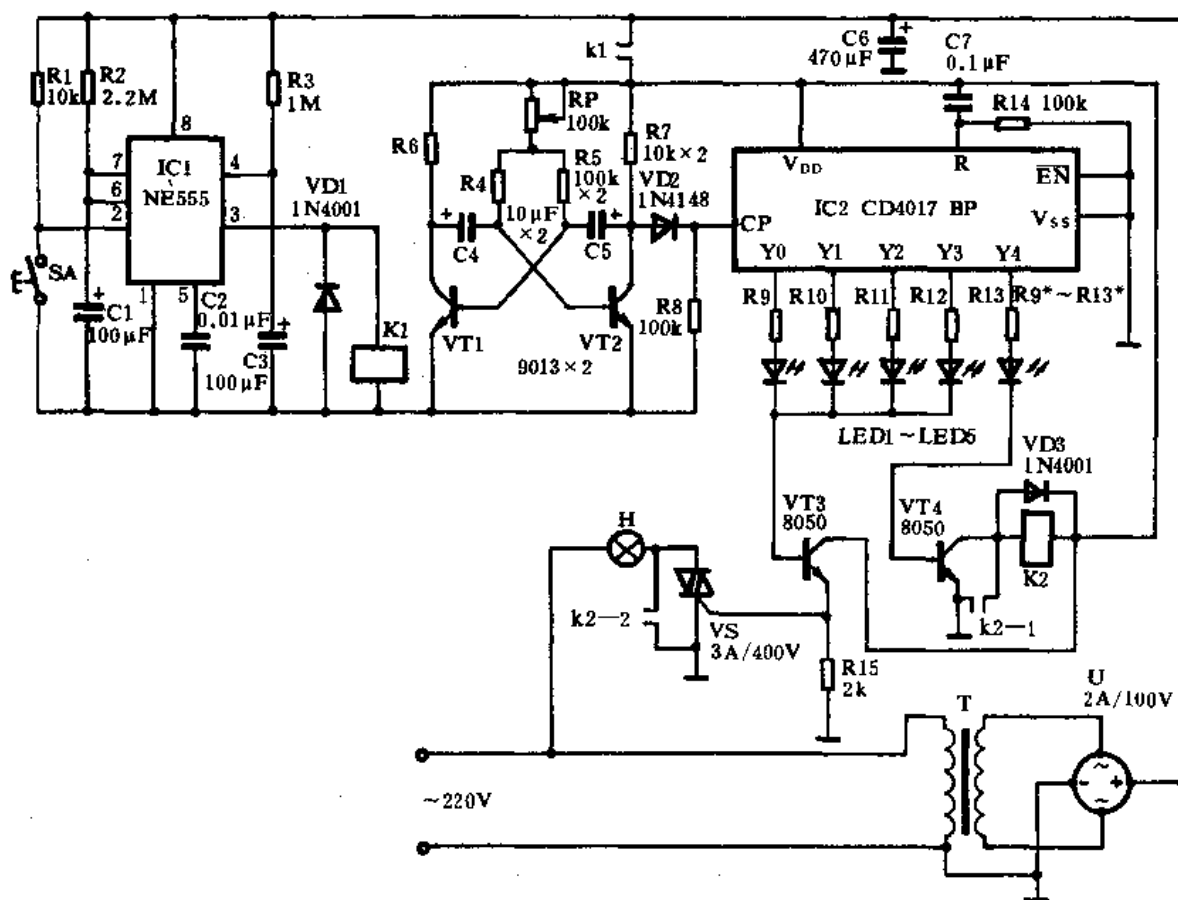 R1
10k
R2
2.2M
8
R3
1M
7
6
2
IC1
NE555
4
3
VD1
1N4001
SA
C1
100μF
1
5
C2
0.01μF
C3
100μF
K1
k1
RP
100k
R6
R4
R5
100k
×2
R7
10k×2
10μF
×2
C4
C5
VD2
1N4148
VT1
VT2
9013×2
R8
100k
C6
470μF
C7
0.1μF
R14 100k
VDD
R
EN
CP
IC2 CD4017 BP
VSS
Y0 Y1 Y2 Y3 Y4
R9 R10 R11 R12 R13 R9*~R13*
LED1~LED5
VD3
1N4001
VT3
8050
VT4
8050
K2
k2-1
H
k2-2
VS
3A/400V
R15
2k
T
U
2A/100V
~
- +
~
~220V